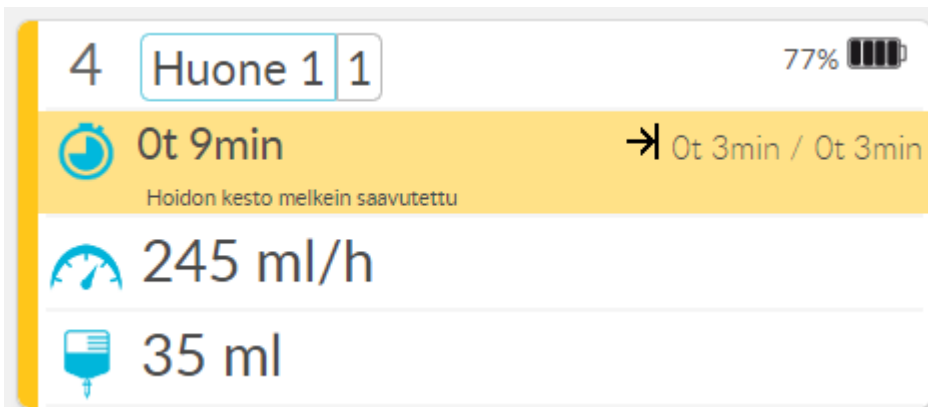 4 Huone 1 1 77%
0t 9min 0t 3min / 0t 3min
Hoidon kesto melkein saavutettu
245 ml/h
35 ml